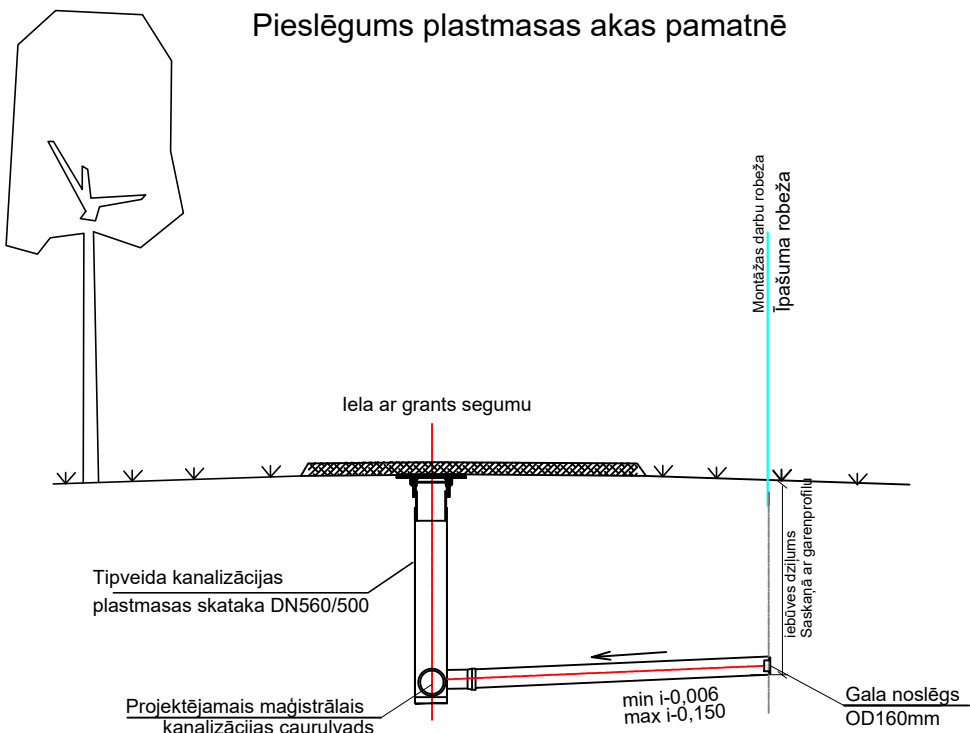 Pieslēgums plastmasas akas pamatnē
Montāžas darbu robeža
Īpašuma robeža
Iela ar grants segumu
iebūves dziļums
Saskaņā ar garenprofilu
Tipveida kanalizācijas
plastmasas skataka DN560/500
min i-0,006
max i-0,150
Gala noslēgs
OD160mm
Projektējamais maģistrālais
kanalizācijas cauruļvads